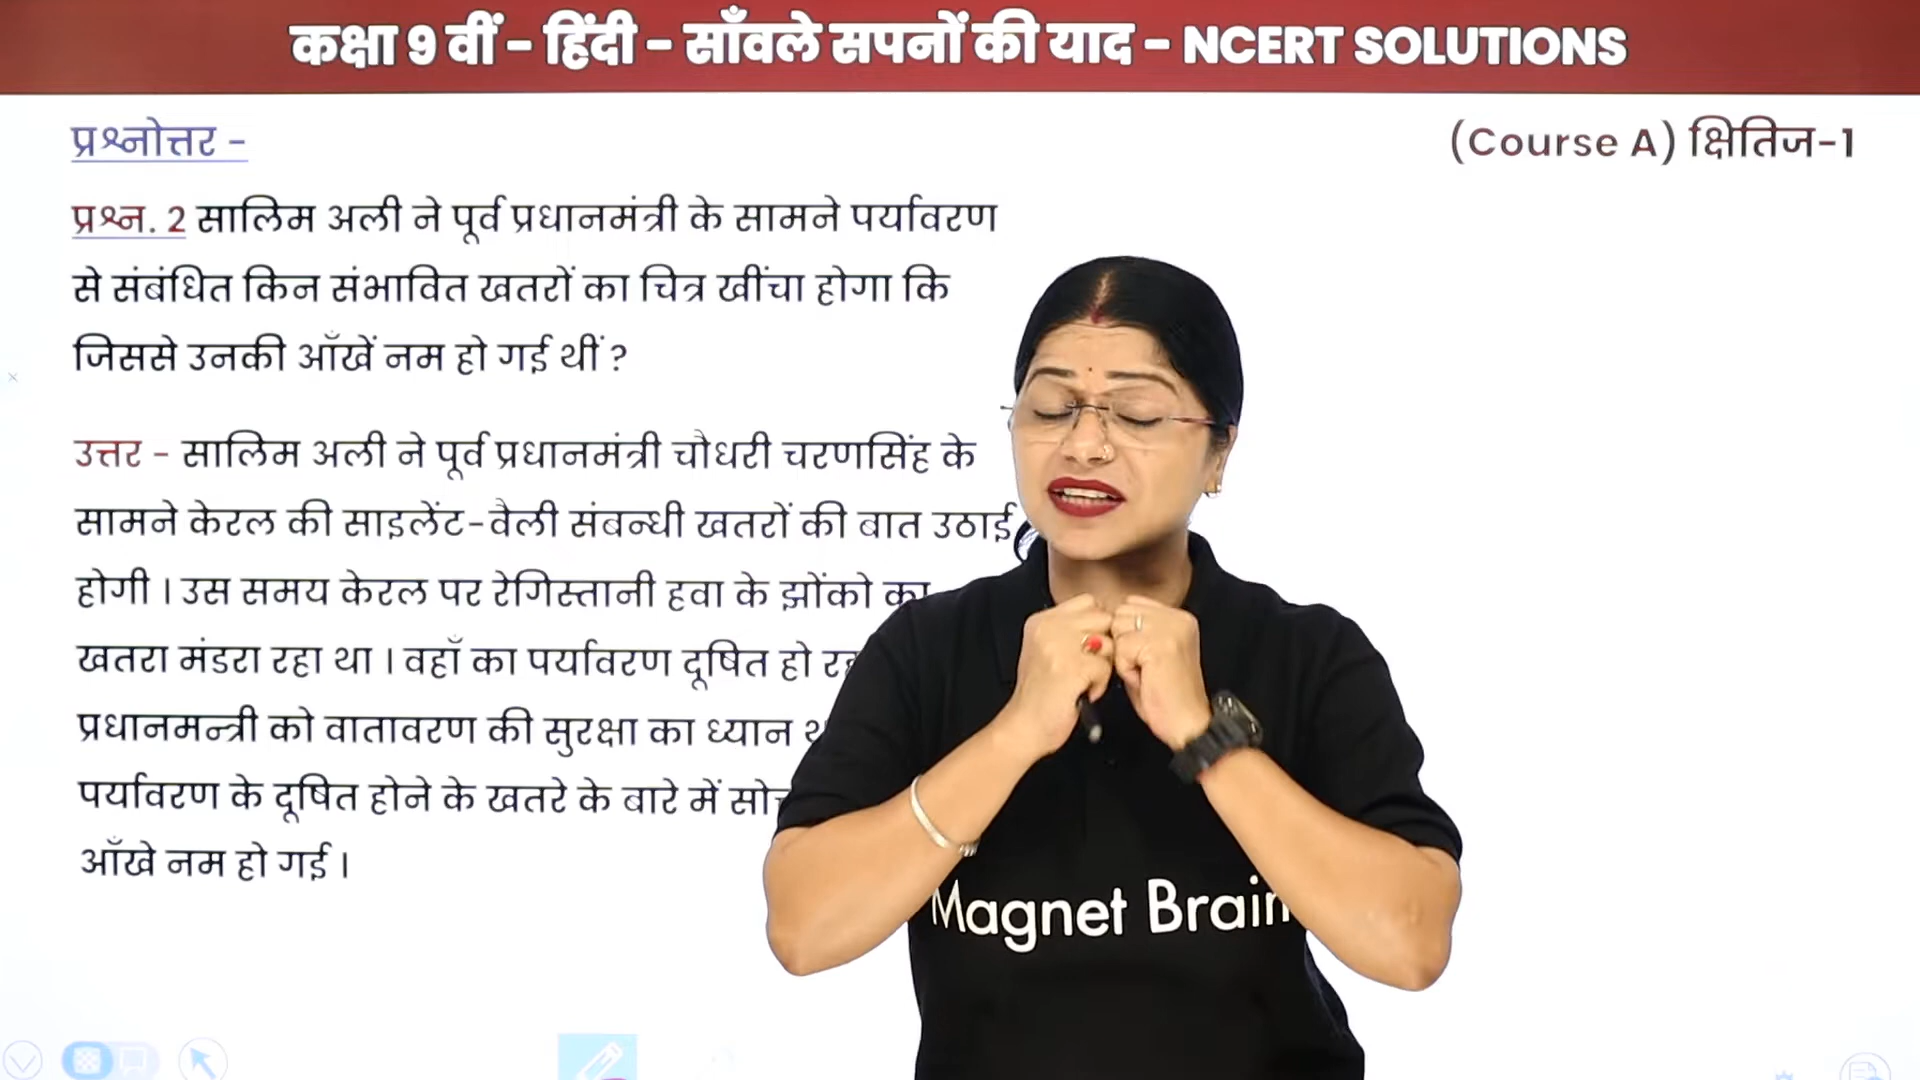 कक्षा 9 वीं - हिंदी - साँवले सपनों की याद - NCERT SOLUTIONS
प्रश्नोत्तर -
(Course A) क्षितिज-1
प्रश्न. 2 सालिम अली ने पूर्व प्रधानमंत्री के सामने पर्यावरण
से संबंधित किन संभावित खतरों का चित्र खींचा होगा कि
जिससे उनकी आँखें नम हो गई थीं ?
उत्तर - सालिम अली ने पूर्व प्रधानमंत्री चौधरी चरणसिंह के
सामने केरल की साइलेंट-वैली संबन्धी खतरों की बात उठाई
होगी । उस समय केरल पर रेगिस्तानी हवा के झोंको का
खतरा मंडरा रहा था । वहाँ का पर्यावरण दूषित हो
प्रधानमन्त्री को वातावरण की सुरक्षा का ध्यान
पर्यावरण के दूषित होने के खतरे के बारे में
आँखे नम हो गई ।
Magnet Brain